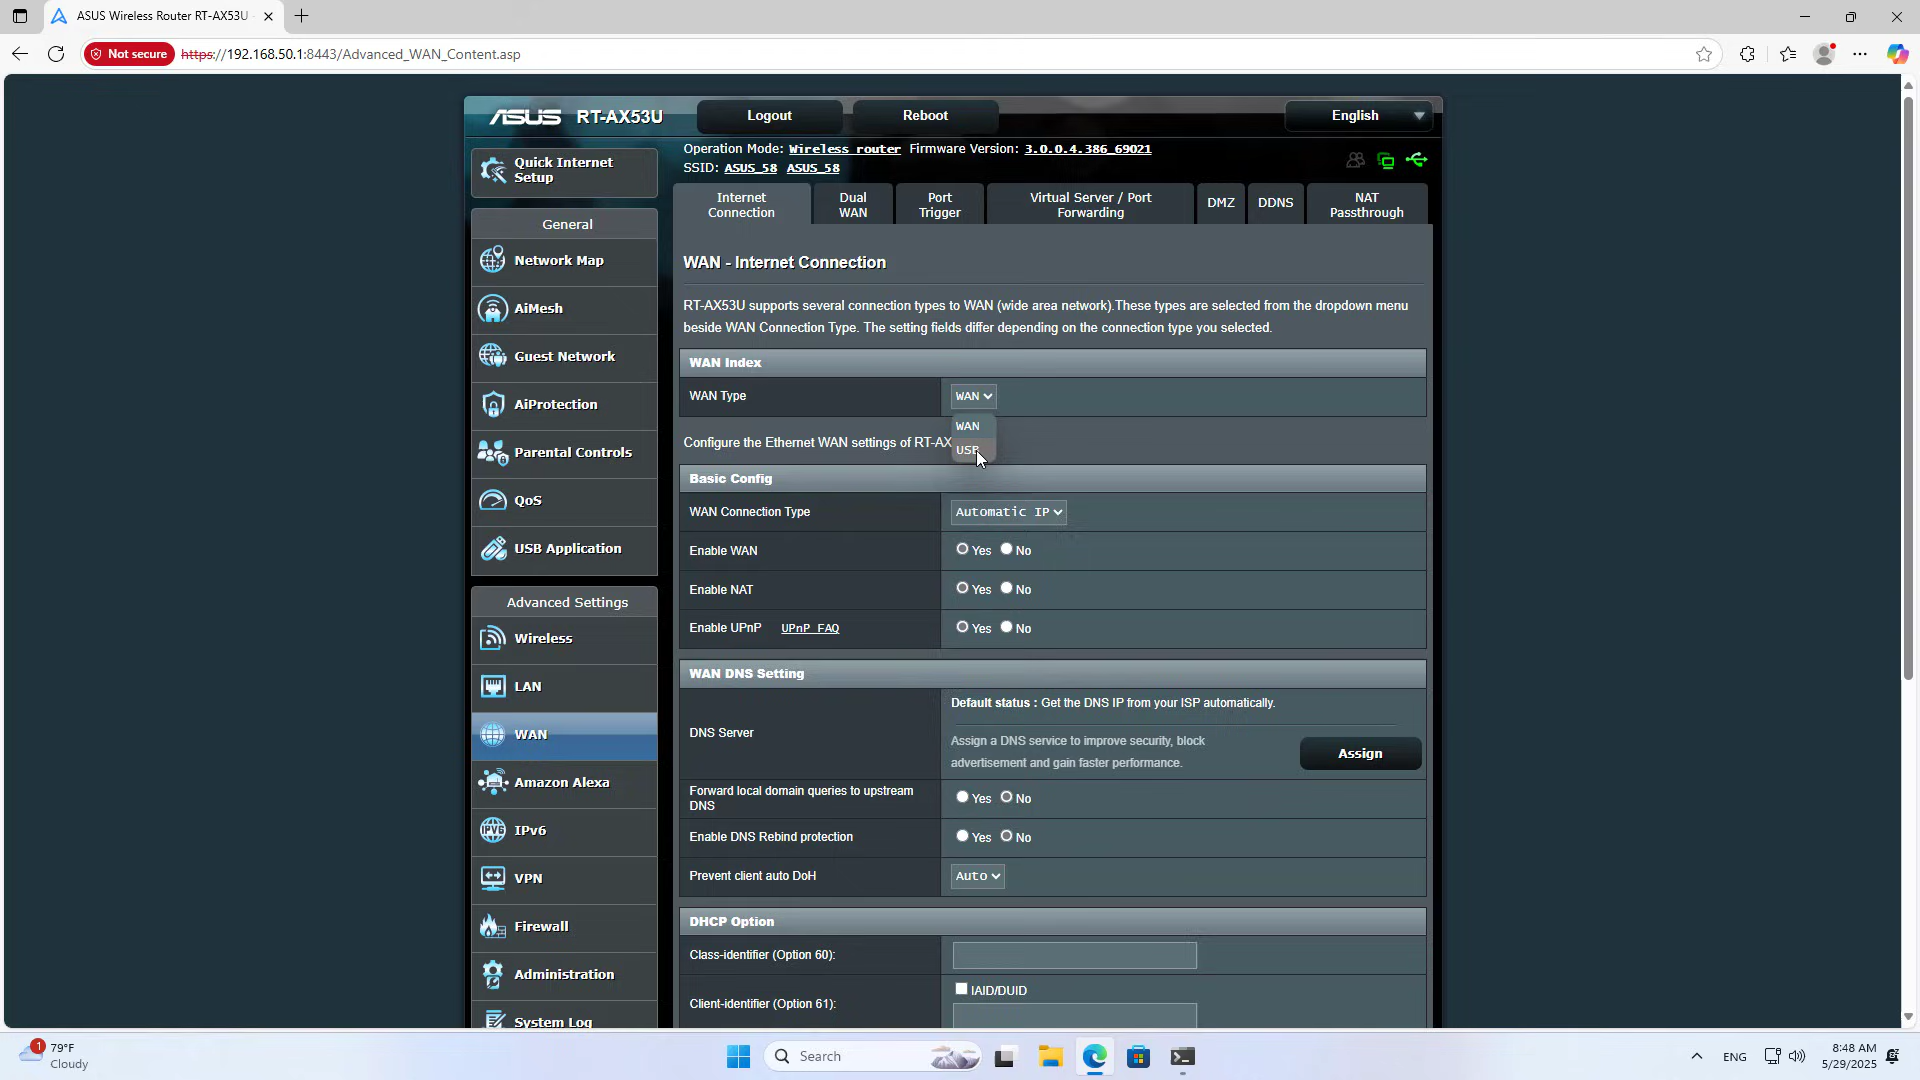 ASUS Wireless Router RT-AX53U
Not secure
https://192.168.50.1:8443/Advanced_WAN_Content.asp
ASUS RT-AX53U
Logout
Reboot
English
Operation Mode: Wireless router Firmware Version: 3.0.0.4.386_69021
SSID: ASUS_58 ASUS_58
Quick Internet
Setup
General
Network Map
AiMesh
Guest Network
AiProtection
Parental Controls
QoS
USB Application
Advanced Settings
Wireless
LAN
WAN
Amazon Alexa
IPv6
VPN
Firewall
Administration
System Log
Internet
Connection
Dual
WAN
Port
Trigger
Virtual Server / Port
Forwarding
DMZ
DDNS
NAT
Passthrough
WAN - Internet Connection
RT-AX53U supports several connection types to WAN (wide area network).These types are selected from the dropdown menu
beside WAN Connection Type. The setting fields differ depending on the connection type you selected.
WAN Index
WAN Type
WAN
WAN
USB
Configure the Ethernet WAN settings of RT-AX
Basic Config
WAN Connection Type
Automatic IP
Enable WAN
Yes No
Enable NAT
Yes No
Enable UPnP UPnP FAQ
Yes No
WAN DNS Setting
DNS Server
Default status : Get the DNS IP from your ISP automatically.
Assign a DNS service to improve security, block
advertisement and gain faster performance.
Assign
Forward local domain queries to upstream
DNS
Yes No
Enable DNS Rebind protection
Yes No
Prevent client auto DoH
Auto
DHCP Option
Class-identifier (Option 60):
Client-identifier (Option 61):
IAID/DUID
1
79°F
Cloudy
Search
ENG
8:48 AM
5/29/2025